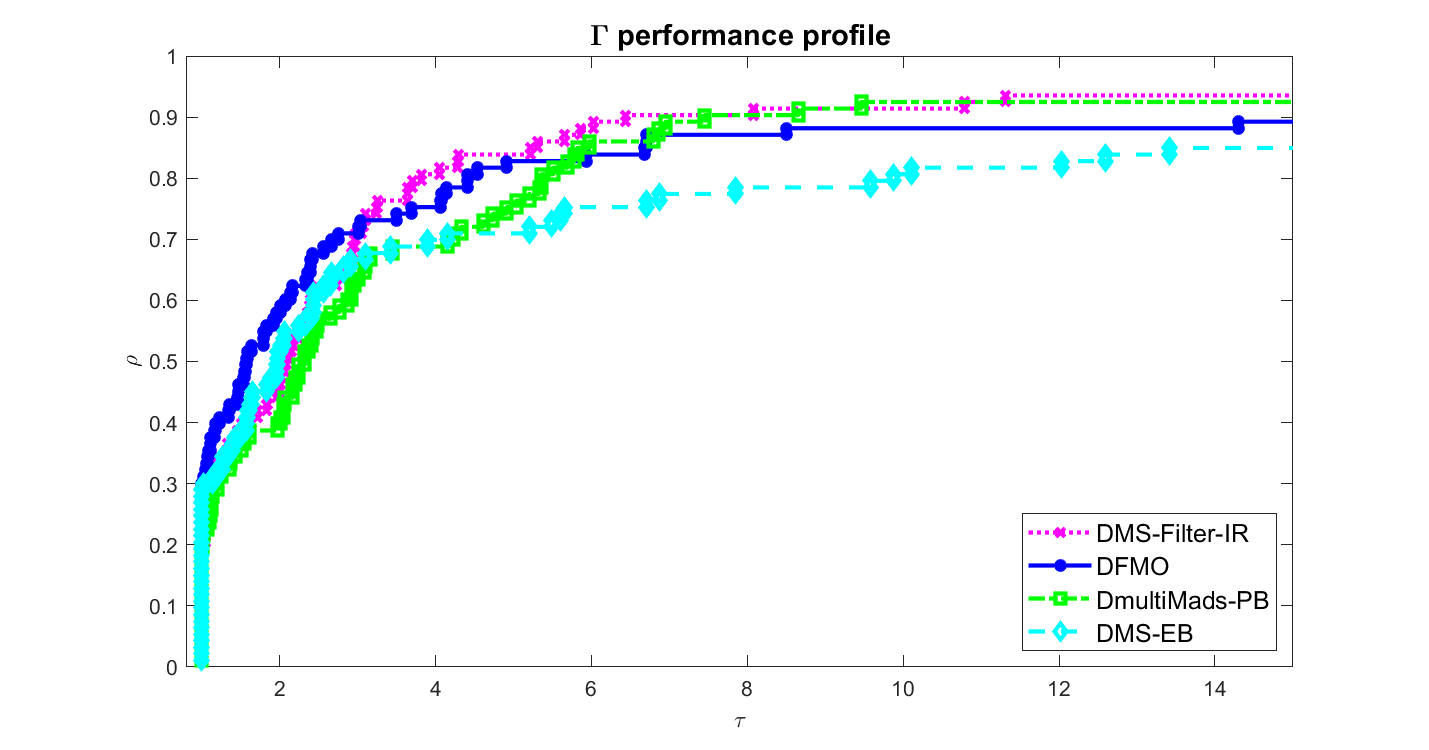 Γ performance profile
1
0.9
0.8
0.7
0.6
0.5
0.4
0.3
0.2
0.1
0
ρ
2 4 6 8 10 12 14
τ
DMS-Filter-IR
DFMO
DmultiMads-PB
DMS-EB